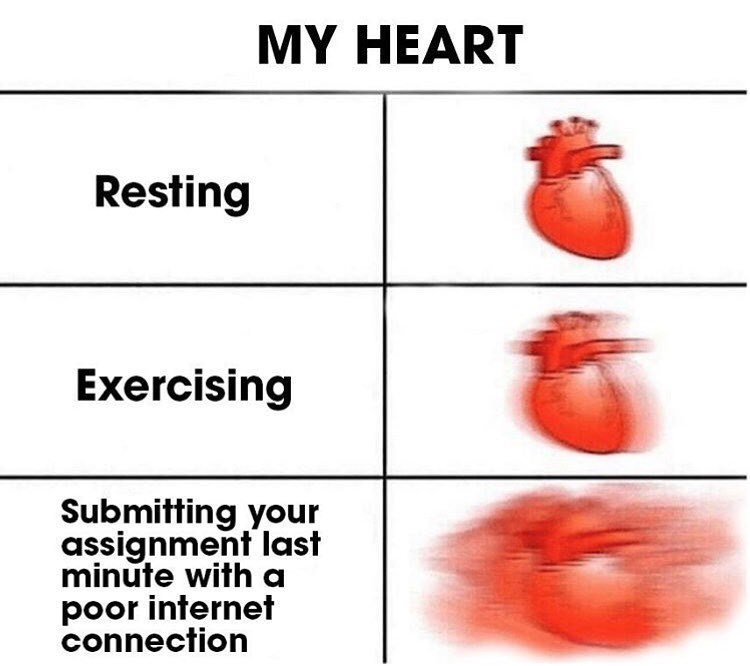 MY HEART
Resting
Exercising
Submitting your
assignment last
minute with a
poor internet
connection